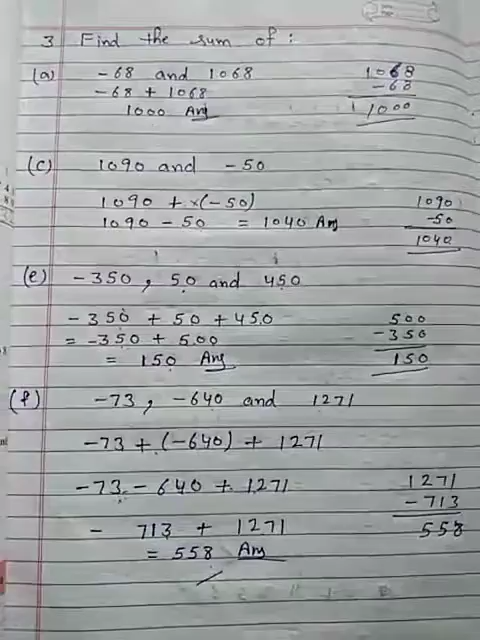 3 Find the sum of :
(a) -68 and 1068
-68 + 1068
1000 Ans
1068
-68
1000
(c) 1090 and -50
1090 + (-50)
1090 - 50 = 1040 Ans
1090
-50
1040
(e) -350, 50 and 450
-350 + 50 + 450
= -350 + 500
= 150 Ans
500
-350
150
(f) -73, -640 and 1271
-73 + (-640) + 1271
-73 - 640 + 1271
- 713 + 1271
= 558 Ans
1271
-713
558